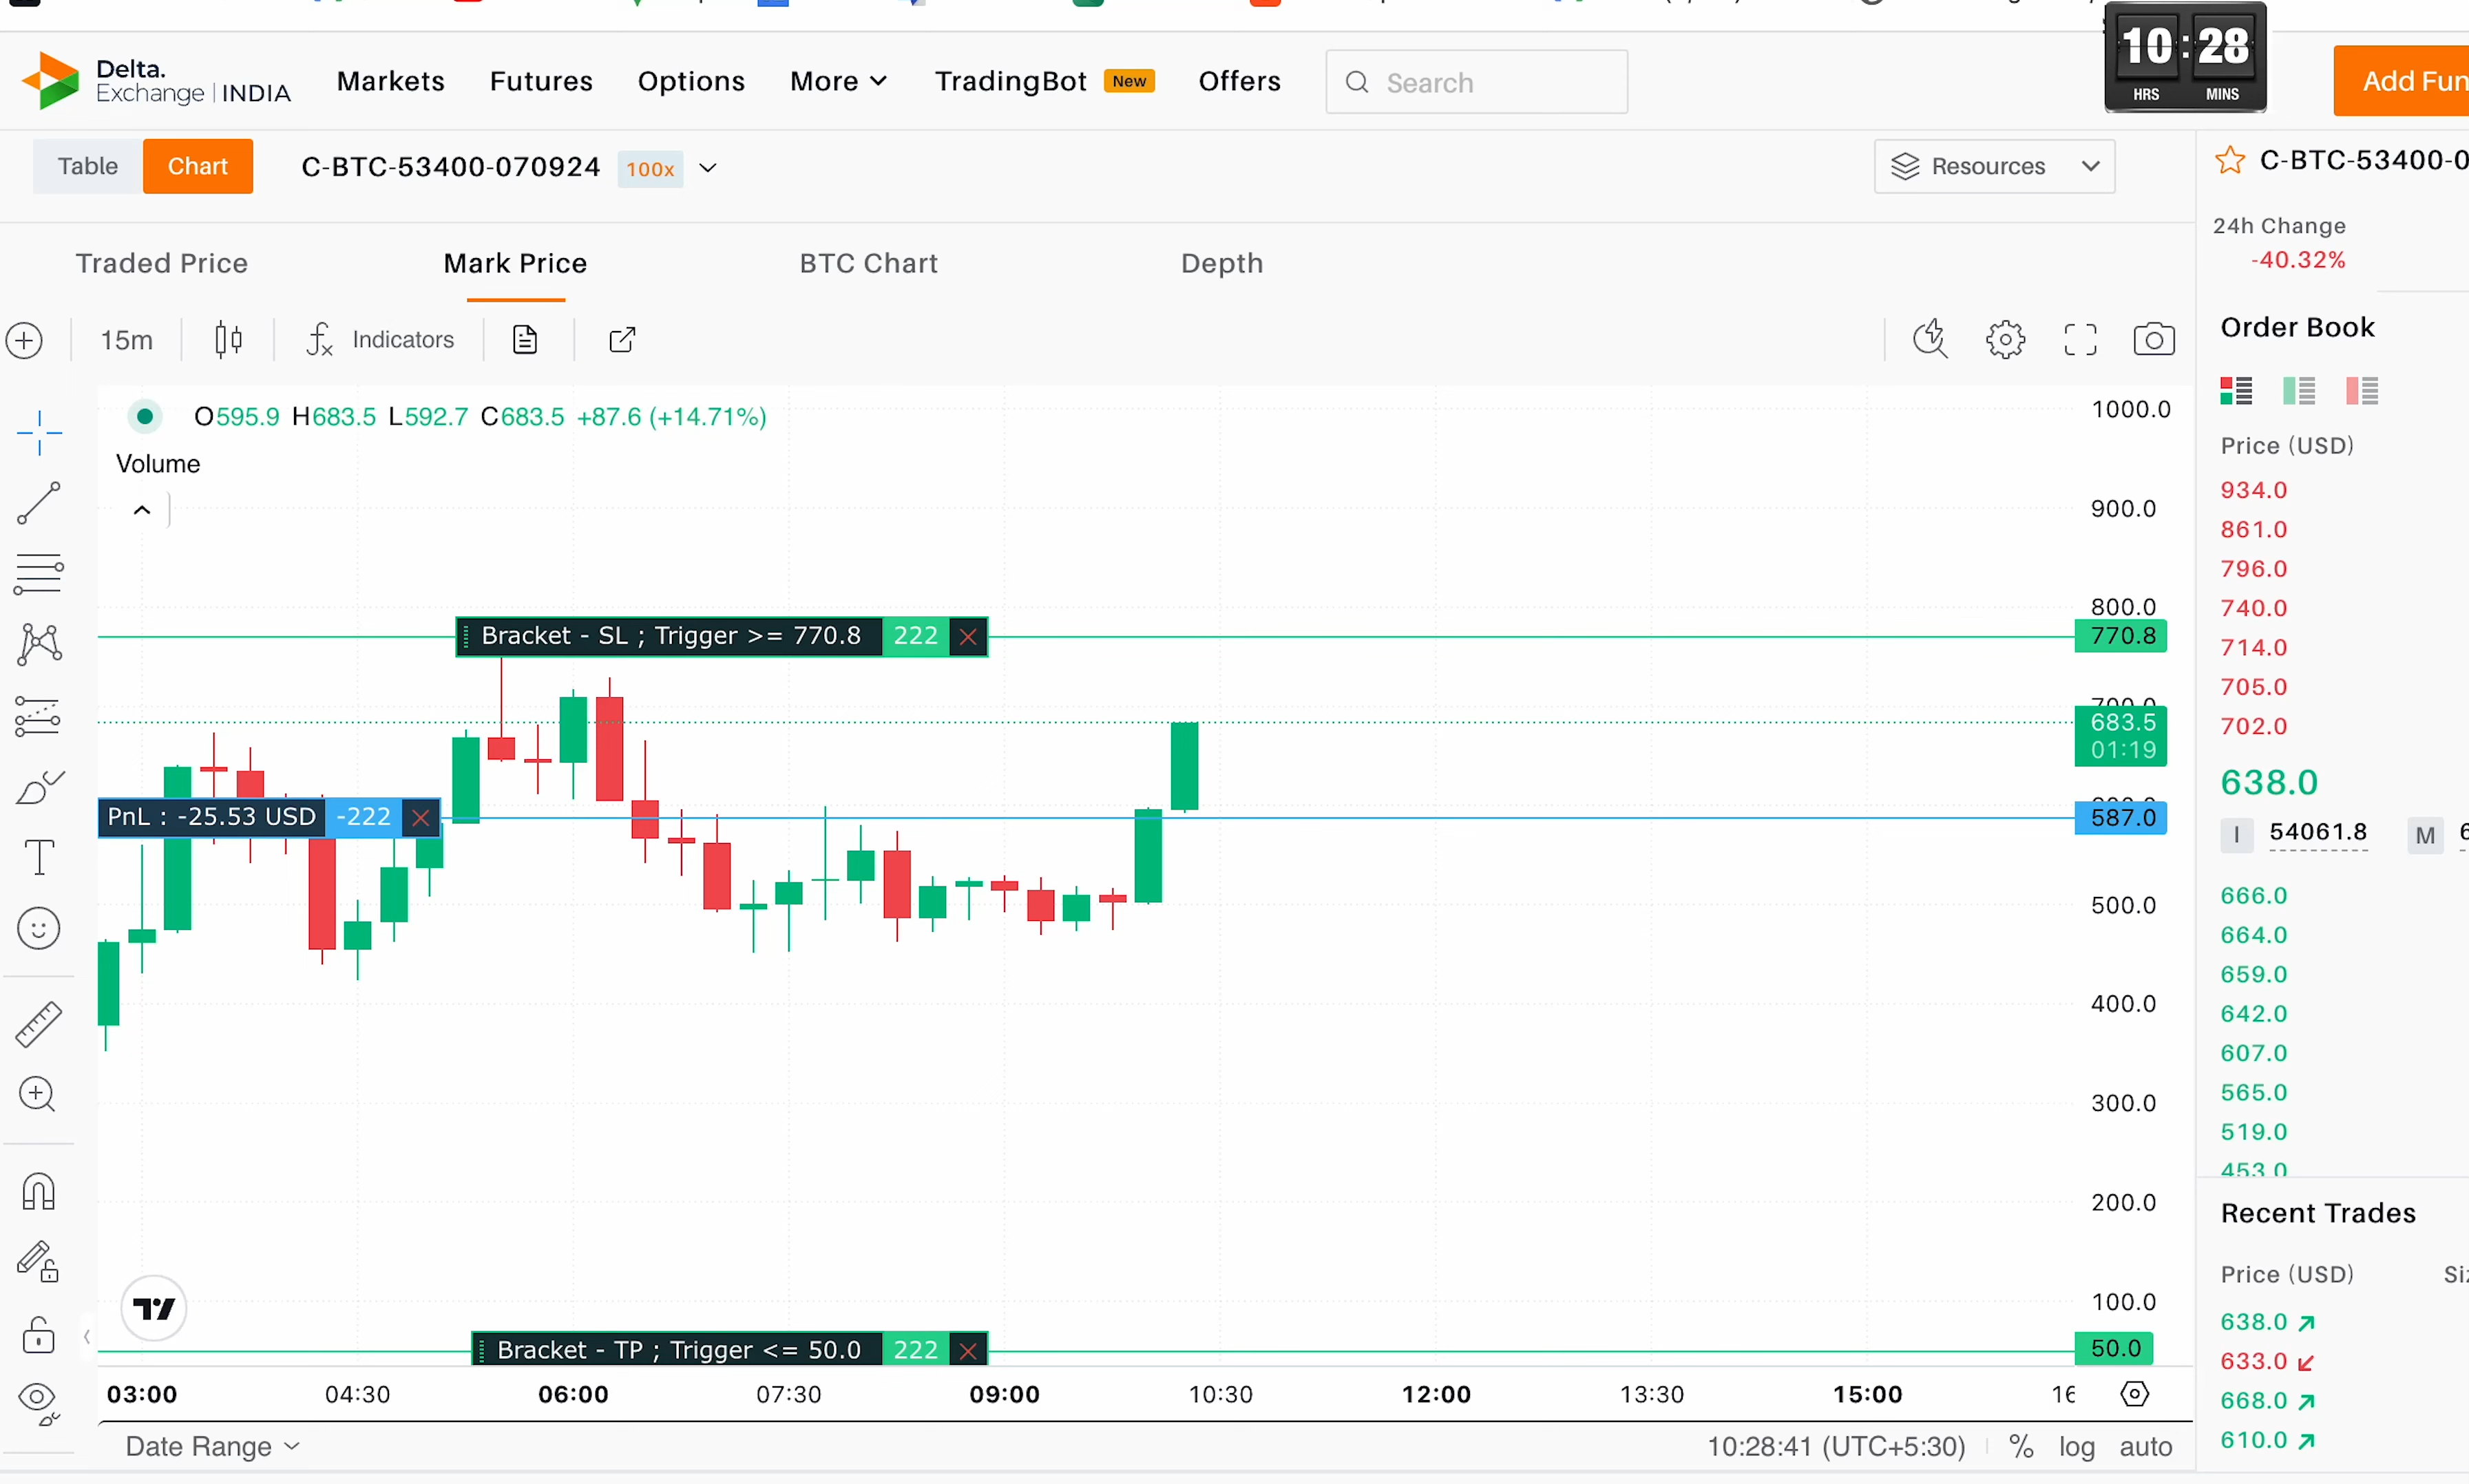 10:28
HRS MINS
Delta.
Exchange | INDIA
Markets
Futures
Options
More
TradingBot New
Offers
Search
Add Fun
Table
Chart
C-BTC-53400-070924 100x
Resources
C-BTC-53400-0
24h Change
-40.32%
Traded Price
Mark Price
BTC Chart
Depth
15m
Indicators
O595.9 H683.5 L592.7 C683.5 +87.6 (+14.71%)
Volume
1000.0
900.0
800.0
Bracket - SL ; Trigger >= 770.8 222
770.8
683.5
01:19
PnL : -25.53 USD -222
587.0
500.0
400.0
300.0
200.0
100.0
Bracket - TP ; Trigger <= 50.0 222
50.0
03:00 04:30 06:00 07:30 09:00 10:30 12:00 13:30 15:00 16
Date Range
10:28:41 (UTC+5:30) % log auto
Order Book
Price (USD)
934.0
861.0
796.0
740.0
714.0
705.0
702.0
638.0
I 54061.8 M 6
666.0
664.0
659.0
642.0
607.0
565.0
519.0
453.0
Recent Trades
Price (USD) Siz
638.0
633.0
668.0
610.0